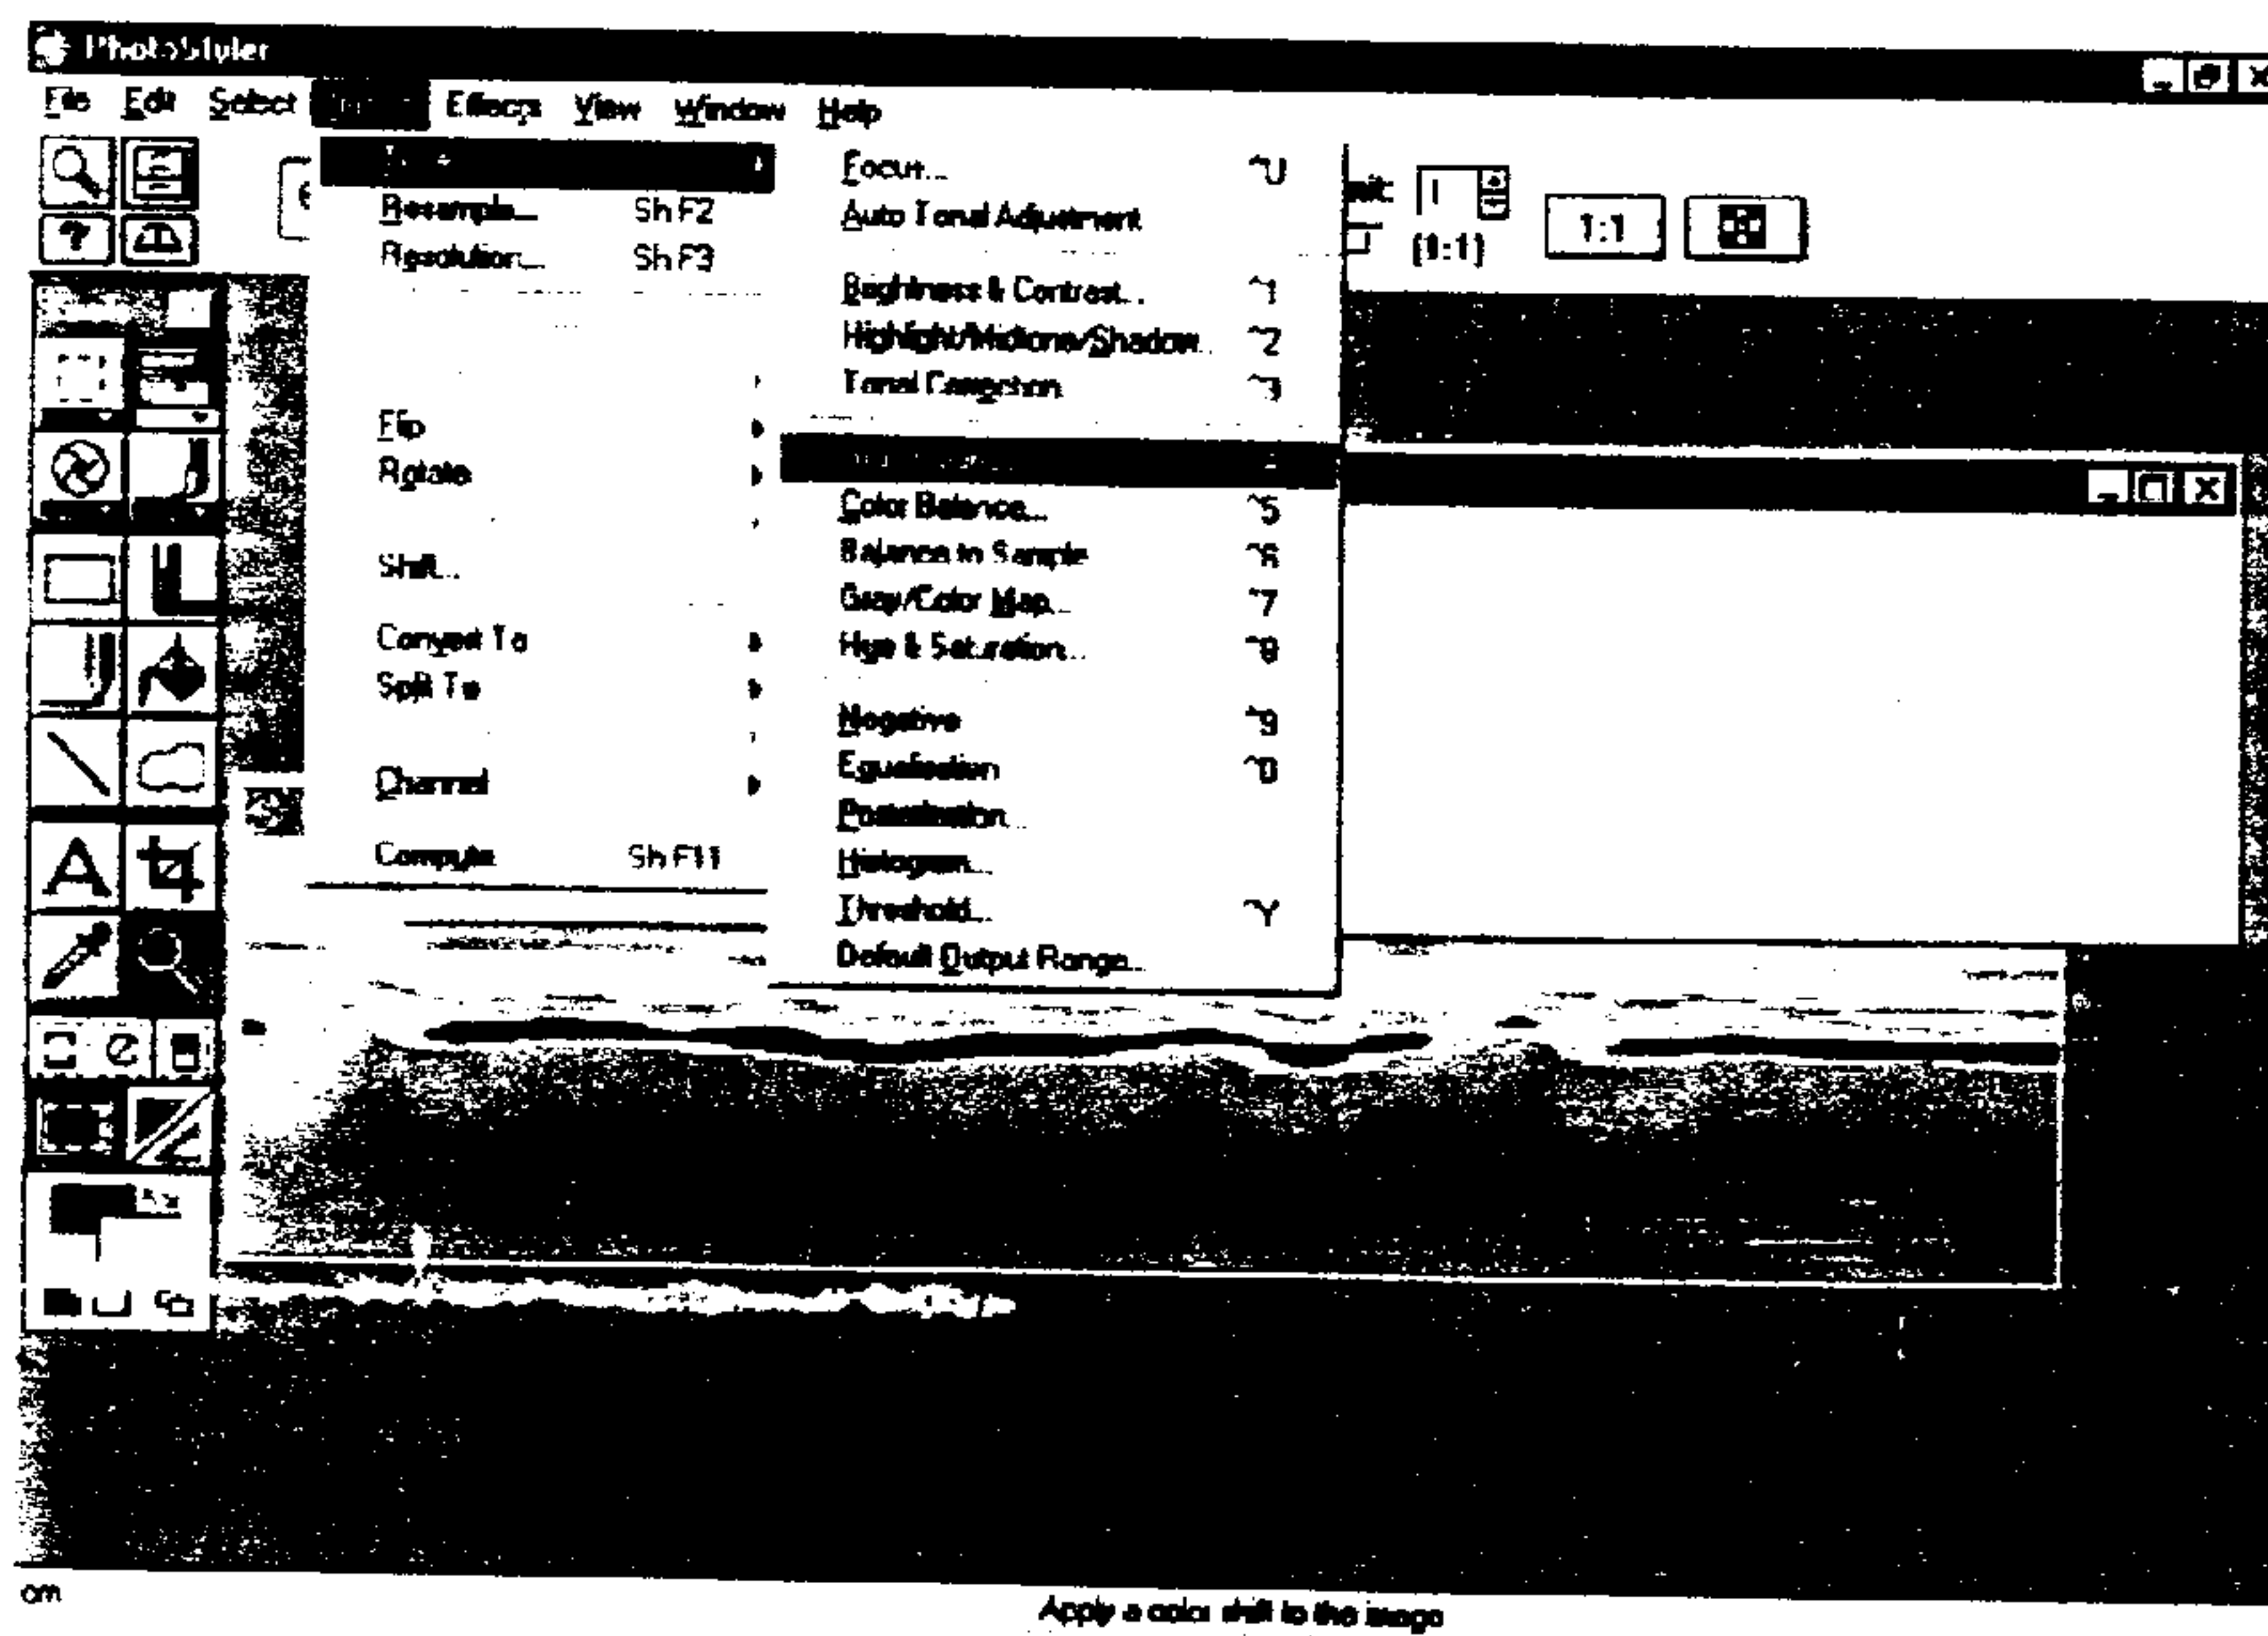 PhotoStyler
File Edit Select Effects View Window Help
Focus... ^U
Resample... Sh F2
Auto Tonal Adjustment
1:1
Resolution... Sh F3
(1:1)
Brightness & Contrast... ^1
Highlight/Midtone/Shadow... ^2
Tonal Correction ^3
Flip
Rotate
Color Balance... ^5
Balance to Sample ^6
Shift...
Gray/Color Map... ^7
Convert To
Hue & Saturation... ^8
Split To
Negative ^9
Equalization ^0
Channel
Posterization...
Compute Sh F11
Histogram...
Threshold... ^Y
Default Output Range...
A
Apply a color shift to the image